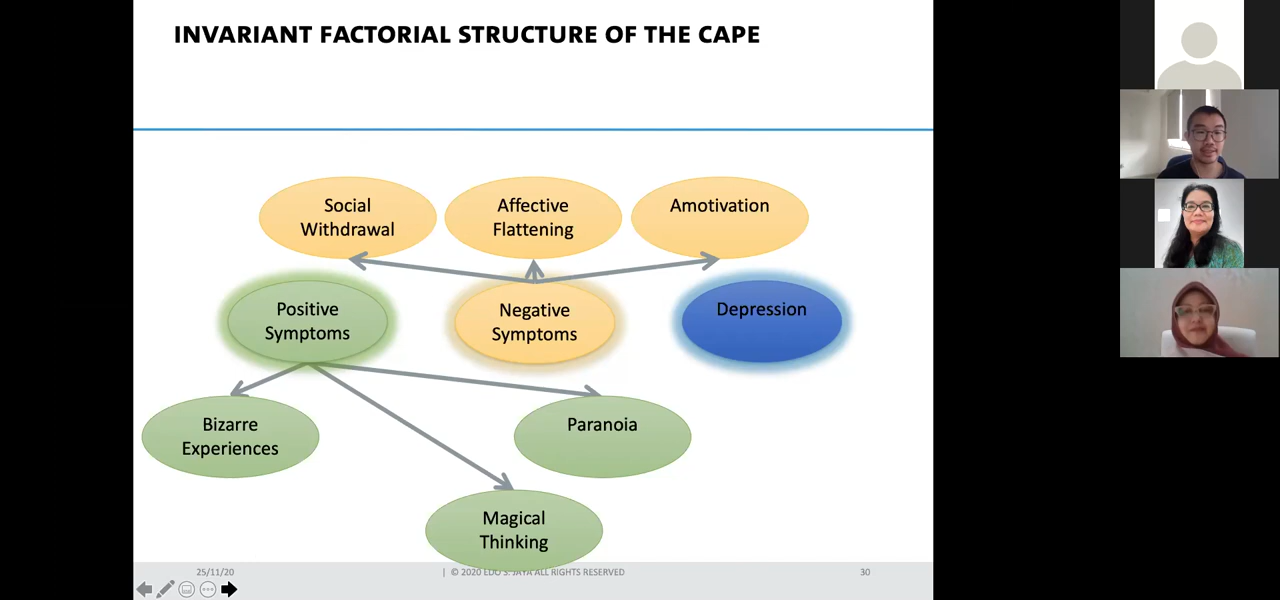 INVARIANT FACTORIAL STRUCTURE OF THE CAPE
Social
Withdrawal
Affective
Flattening
Amotivation
Positive
Symptoms
Negative
Symptoms
Depression
Bizarre
Experiences
Paranoia
Magical
Thinking
25/11/20
| © 2020 EDO S. JAYA ALL RIGHTS RESERVED
30